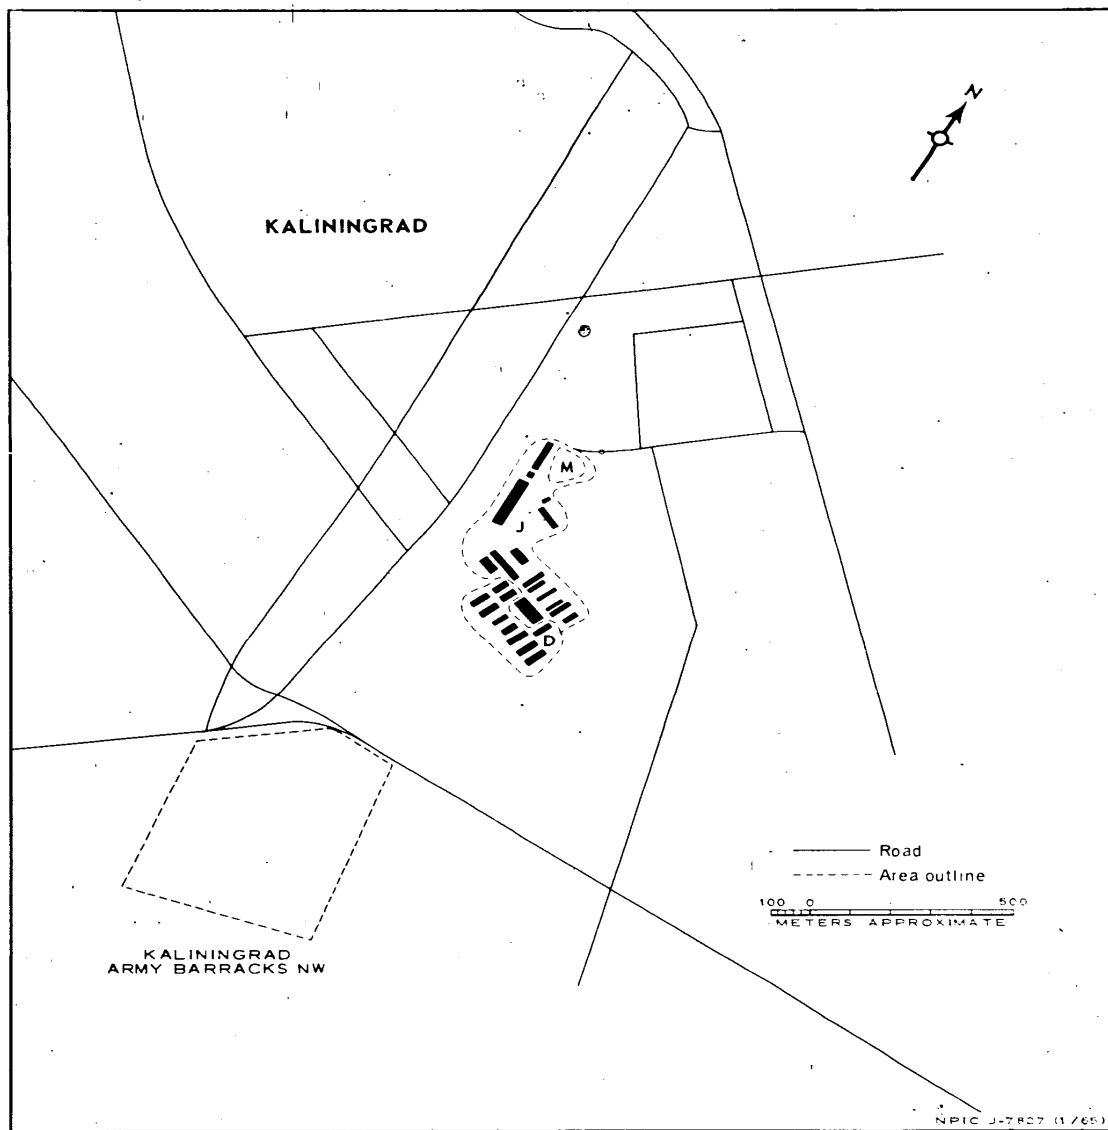 N
KALININGRAD
M
J
D
Road
Area outline
100 0 500
METERS APPROXIMATE
KALININGRAD
ARMY BARRACKS NW
NPIC J-7827 (1/65)